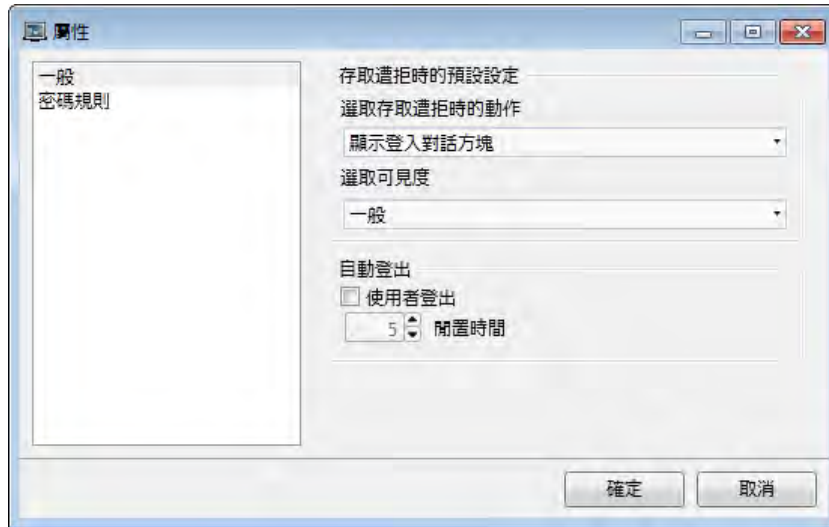 屬性
一般
密碼規則
存取遭拒時的預設設定
選取存取遭拒時的動作
顯示登入對話方塊
選取可見度
一般
自動登出
使用者登出
5 閒置時間
確定 取消